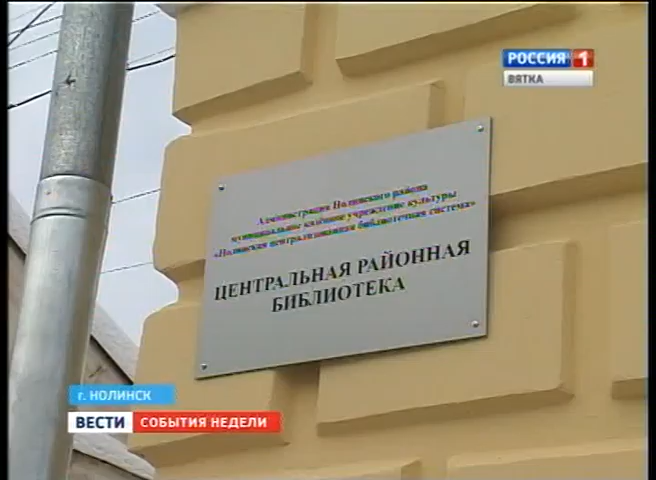 РОССИЯ 1
ВЯТКА
Администрация Нолинского района
муниципальное казённое учреждение культуры
«Нолинская централизованная библиотечная система»
ЦЕНТРАЛЬНАЯ РАЙОННАЯ
БИБЛИОТЕКА
г. НОЛИНСК
ВЕСТИ СОБЫТИЯ НЕДЕЛИ